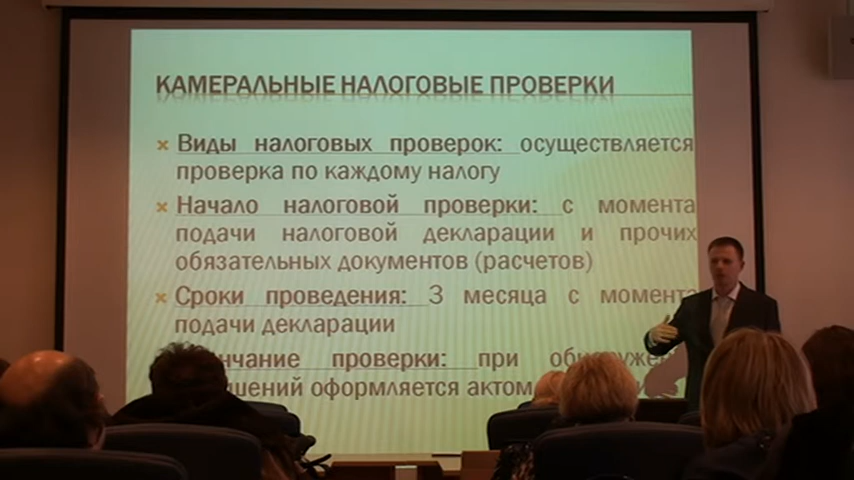 КАМЕРАЛЬНЫЕ НАЛОГОВЫЕ ПРОВЕРКИ
Виды налоговых проверок: осуществляется
проверка по каждому налогу
Начало налоговой проверки: с момента
подачи налоговой декларации и прочих
обязательных документов (расчетов)
Сроки проведения: 3 месяца с момента
подачи декларации
проверки: при
оформляется актом